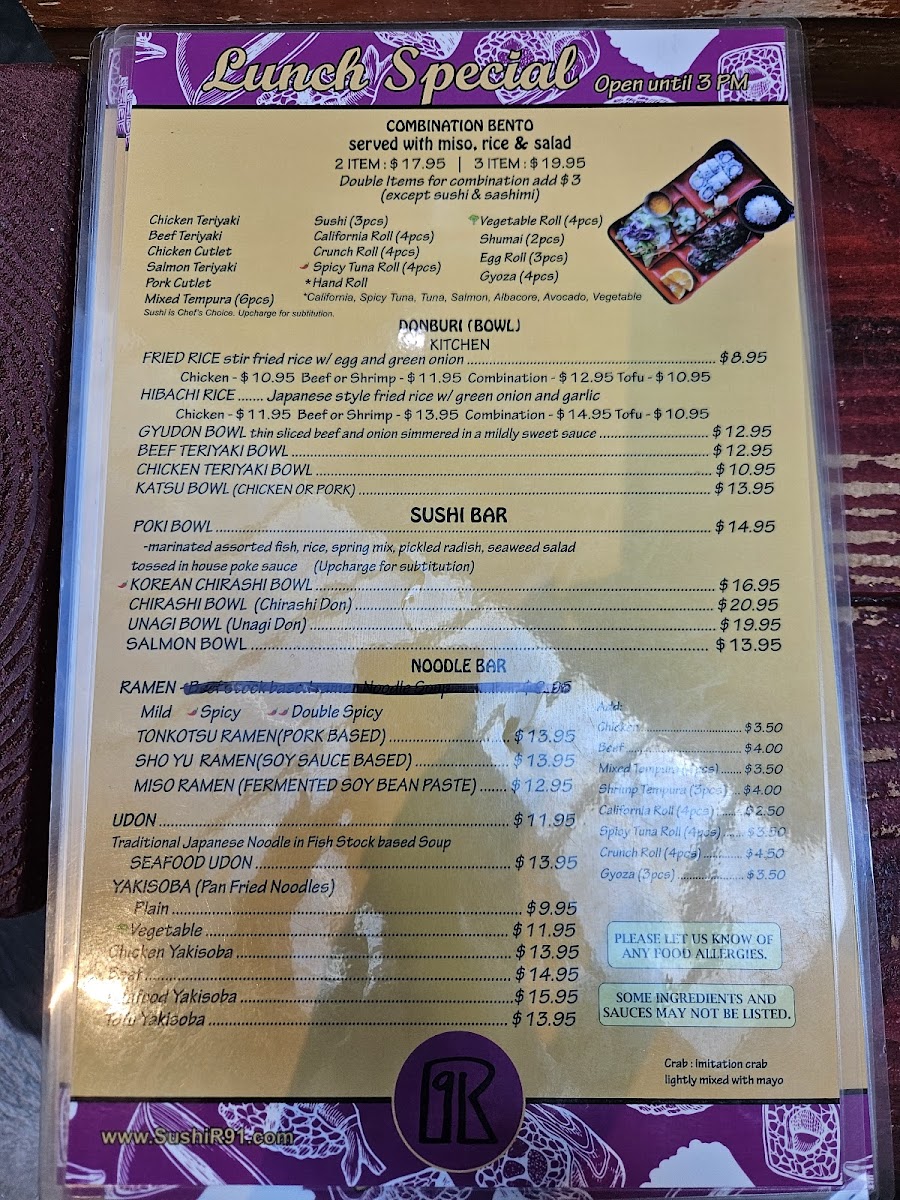 Lunch Special Open until 3 PM
COMBINATION BENTO
served with miso, rice & salad
2 ITEM : $ 17.95 | 3 ITEM : $ 19.95
Double Items for combination add $ 3
(except sushi & sashimi)
Chicken Teriyaki
Beef Teriyaki
Chicken Cutlet
Salmon Teriyaki
Pork Cutlet
Mixed Tempura (6pcs)
Sushi is Chef's Choice. Upcharge for subtitution.
Sushi (3pcs)
California Roll (4pcs)
Crunch Roll (4pcs)
Spicy Tuna Roll (4pcs)
*Hand Roll
*California, Spicy Tuna, Tuna, Salmon, Albacore, Avocado, Vegetable
Vegetable Roll (4pcs)
Shumai (2pcs)
Egg Roll (3pcs)
Gyoza (4pcs)
DONBURI (BOWL)
KITCHEN
FRIED RICE stir fried rice w/ egg and green onion ........ $ 8.95
Chicken - $ 10.95 Beef or Shrimp - $ 11.95 Combination - $ 12.95 Tofu - $ 10.95
HIBACHI RICE ....... Japanese style fried rice w/ green onion and garlic
Chicken - $ 11.95 Beef or Shrimp - $ 13.95 Combination - $ 14.95 Tofu - $ 10.95
GYUDON BOWL thin sliced beef and onion simmered in a mildly sweet sauce ........ $ 12.95
BEEF TERIYAKI BOWL ........ $ 12.95
CHICKEN TERIYAKI BOWL ........ $ 10.95
KATSU BOWL (CHICKEN OR PORK) ........ $ 13.95
SUSHI BAR
POKI BOWL ........ $ 14.95
-marinated assorted fish, rice, spring mix, pickled radish, seaweed salad
tossed in house poke sauce (Upcharge for subtitution)
KOREAN CHIRASHI BOWL ........ $ 16.95
CHIRASHI BOWL (Chirashi Don) ........ $ 20.95
UNAGI BOWL (Unagi Don) ........ $ 19.95
SALMON BOWL ........ $ 13.95
NOODLE BAR
RAMEN - Beef stock based ramen Noodle Soup
Mild Spicy Double Spicy
TONKOTSU RAMEN(PORK BASED) ........ $ 13.95
SHO YU RAMEN(SOY SAUCE BASED) ........ $ 13.95
MISO RAMEN (FERMENTED SOY BEAN PASTE) ....... $ 12.95
UDON ........ $ 11.95
Traditional Japanese Noodle in Fish Stock based Soup
SEAFOOD UDON ........ $ 13.95
YAKISOBA (Pan Fried Noodles)
Plain ........ $ 9.95
Vegetable ........ $ 11.95
Chicken Yakisoba ........ $ 13.95
Beef ........ $ 14.95
Seafood Yakisoba ........ $ 15.95
Tofu Yakisoba ........ $ 13.95
Add:
Chicken ........ $ 3.50
Beef ........ $ 4.00
Mixed Tempura (4pcs) ....... $ 3.50
Shrimp Tempura (3pcs) .. $ 4.00
California Roll (4pcs) ....... $ 2.50
Spicy Tuna Roll (4pcs) ...... $ 3.50
Crunch Roll (4pcs) ........ $ 4.50
Gyoza (3pcs) ........ $ 3.50
PLEASE LET US KNOW OF
ANY FOOD ALLERGIES.
SOME INGREDIENTS AND
SAUCES MAY NOT BE LISTED.
Crab : Imitation crab
lightly mixed with mayo
9R
www.SushiR91.com